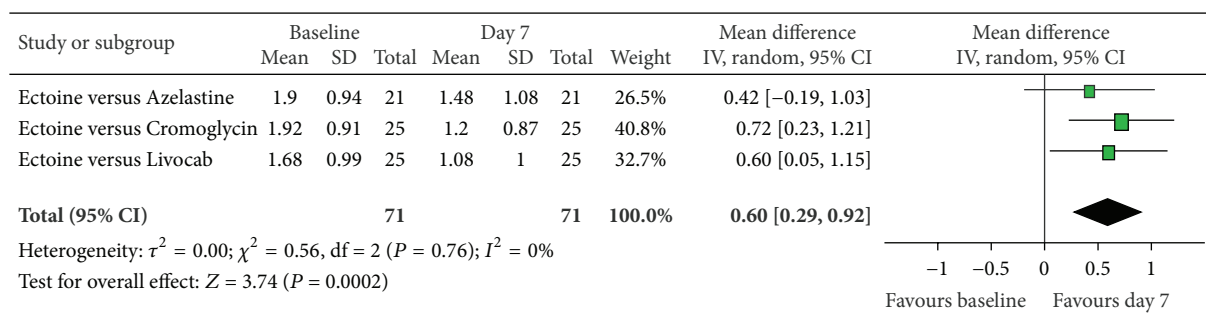 Study or subgroup Baseline Day 7 Mean difference Mean difference
Mean SD Total Mean SD Total Weight IV, random, 95% CI IV, random, 95% CI
Ectoine versus Azelastine 1.9 0.94 21 1.48 1.08 21 26.5% 0.42 [−0.19, 1.03]
Ectoine versus Cromoglycin 1.92 0.91 25 1.2 0.87 25 40.8% 0.72 [0.23, 1.21]
Ectoine versus Livocab 1.68 0.99 25 1.08 1 25 32.7% 0.60 [0.05, 1.15]
Total (95% CI) 71 71 100.0% 0.60 [0.29, 0.92]
Heterogeneity: τ² = 0.00; χ² = 0.56, df = 2 (P = 0.76); I² = 0%
Test for overall effect: Z = 3.74 (P = 0.0002)
−1 −0.5 0 0.5 1
Favours baseline Favours day 7